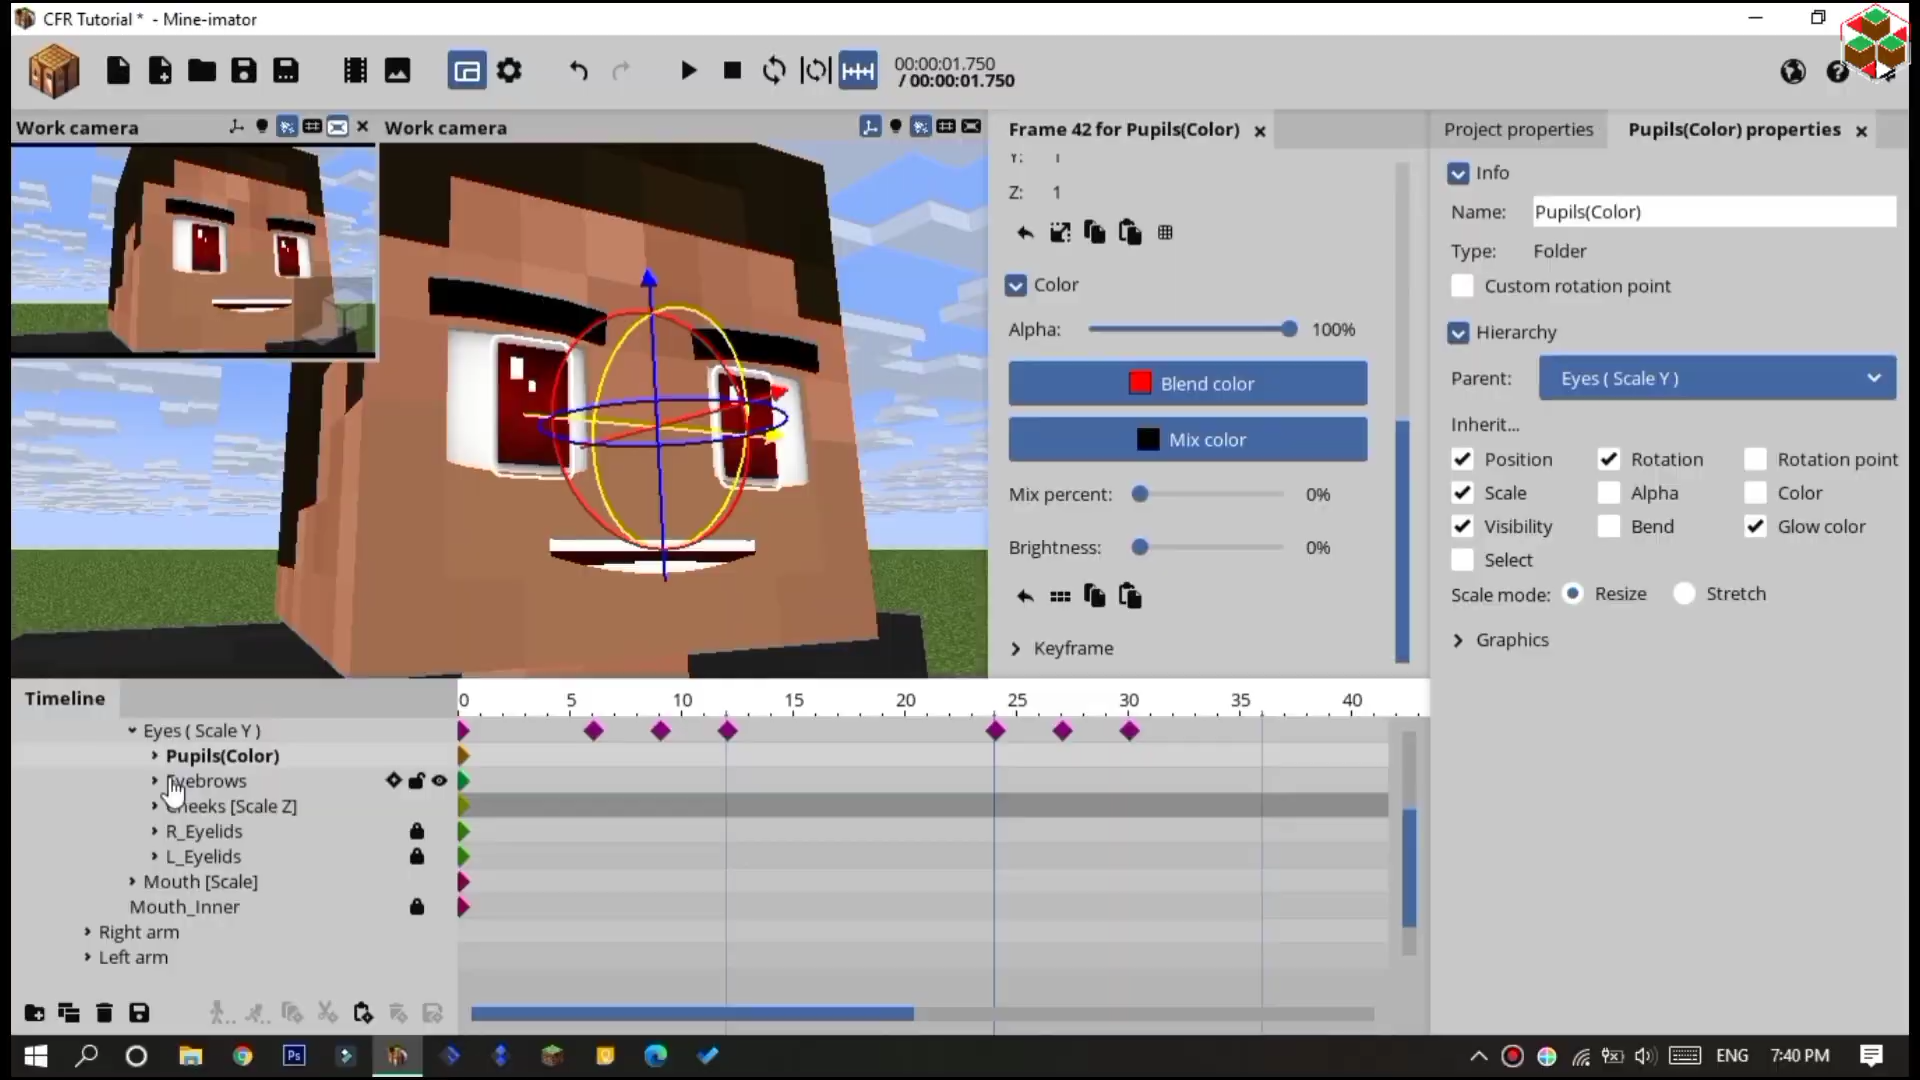 CFR Tutorial * - Mine-imator
00:00:01.750
/ 00:00:01.750
Work camera
Work camera
Frame 42 for Pupils(Color)
Project properties
Pupils(Color) properties
Y: 1
Z: 1
Color
Alpha: 100%
Blend color
Mix color
Mix percent: 0%
Brightness: 0%
Keyframe
Info
Name: Pupils(Color)
Type: Folder
Custom rotation point
Hierarchy
Parent: Eyes ( Scale Y )
Inherit...
Position Rotation Rotation point
Scale Alpha Color
Visibility Bend Glow color
Select
Scale mode: Resize Stretch
Graphics
Timeline
0 5 10 15 20 25 30 35 40
Eyes ( Scale Y )
Pupils(Color)
Eyebrows
Cheeks [Scale Z]
R_Eyelids
L_Eyelids
Mouth [Scale]
Mouth_Inner
Right arm
Left arm
Ps
ENG 7:40 PM